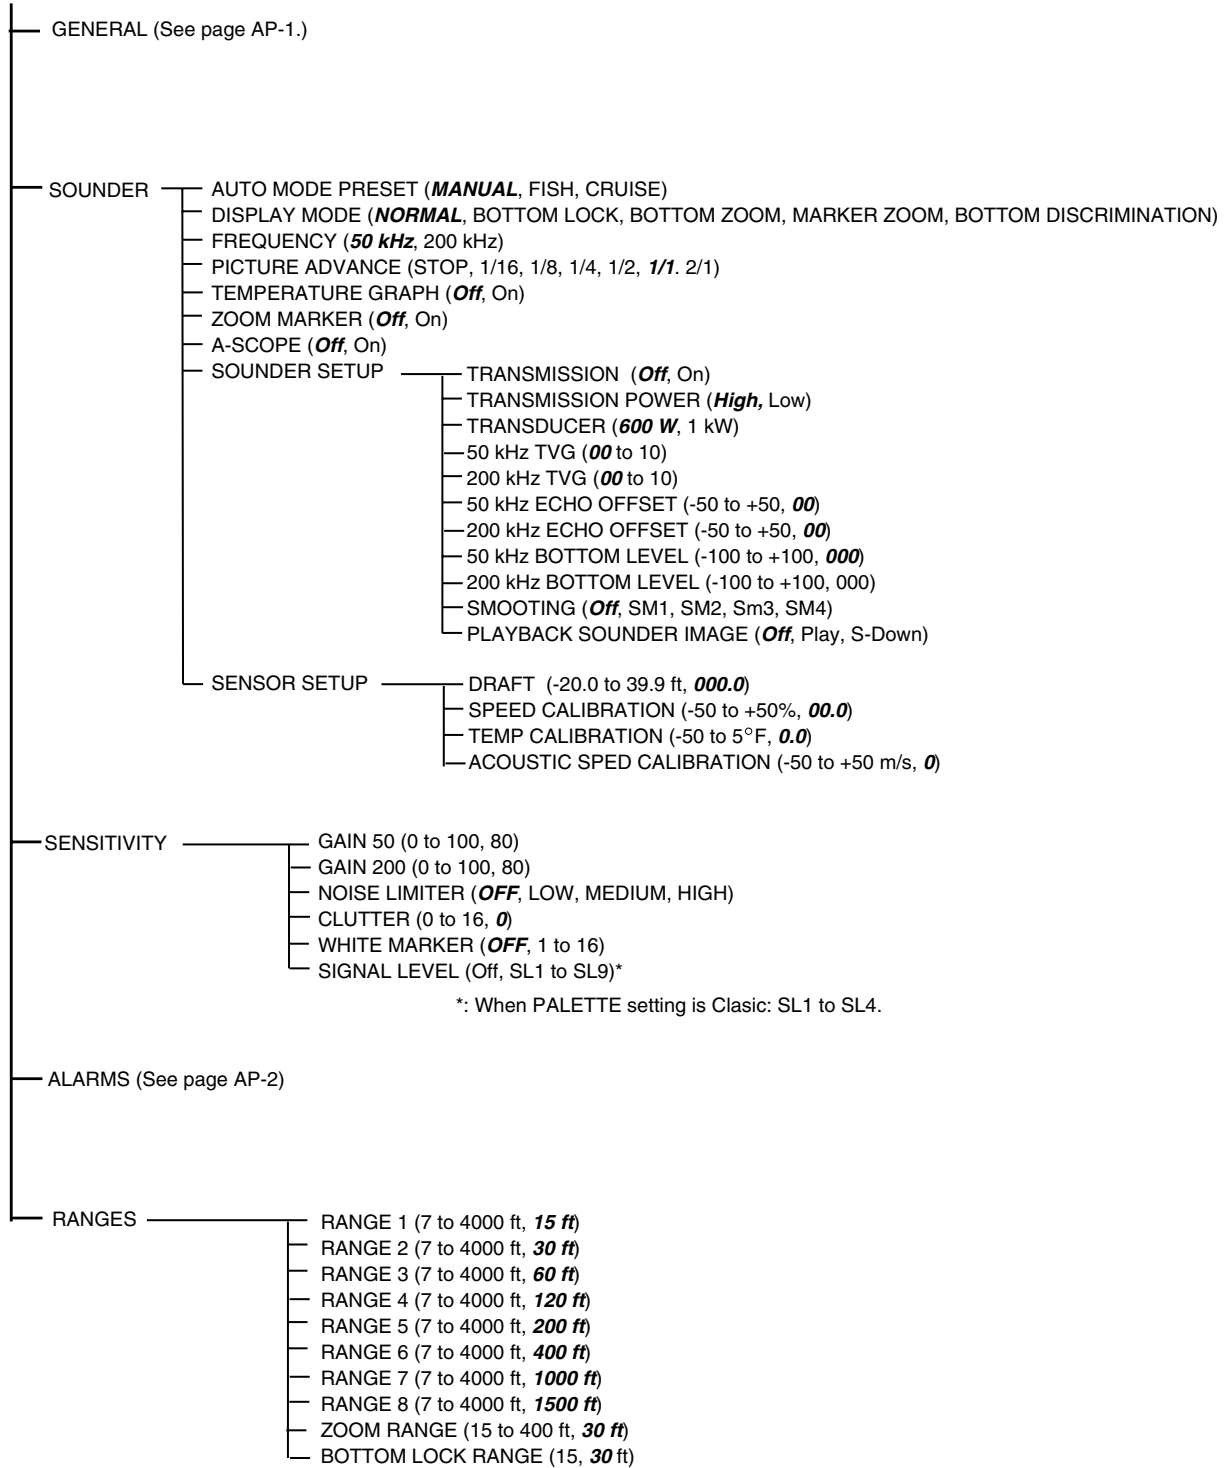 GENERAL (See page AP-1.)
SOUNDER
AUTO MODE PRESET (MANUAL, FISH, CRUISE)
DISPLAY MODE (NORMAL, BOTTOM LOCK, BOTTOM ZOOM, MARKER ZOOM, BOTTOM DISCRIMINATION)
FREQUENCY (50 kHz, 200 kHz)
PICTURE ADVANCE (STOP, 1/16, 1/8, 1/4, 1/2, 1/1. 2/1)
TEMPERATURE GRAPH (Off, On)
ZOOM MARKER (Off, On)
A-SCOPE (Off, On)
SOUNDER SETUP
TRANSMISSION (Off, On)
TRANSMISSION POWER (High, Low)
TRANSDUCER (600 W, 1 kW)
50 kHz TVG (00 to 10)
200 kHz TVG (00 to 10)
50 kHz ECHO OFFSET (-50 to +50, 00)
200 kHz ECHO OFFSET (-50 to +50, 00)
50 kHz BOTTOM LEVEL (-100 to +100, 000)
200 kHz BOTTOM LEVEL (-100 to +100, 000)
SMOOTING (Off, SM1, SM2, Sm3, SM4)
PLAYBACK SOUNDER IMAGE (Off, Play, S-Down)
SENSOR SETUP
DRAFT (-20.0 to 39.9 ft, 000.0)
SPEED CALIBRATION (-50 to +50%, 00.0)
TEMP CALIBRATION (-50 to 5°F, 0.0)
ACOUSTIC SPED CALIBRATION (-50 to +50 m/s, 0)
SENSITIVITY
GAIN 50 (0 to 100, 80)
GAIN 200 (0 to 100, 80)
NOISE LIMITER (OFF, LOW, MEDIUM, HIGH)
CLUTTER (0 to 16, 0)
WHITE MARKER (OFF, 1 to 16)
SIGNAL LEVEL (Off, SL1 to SL9)*
*: When PALETTE setting is Clasic: SL1 to SL4.
ALARMS (See page AP-2)
RANGES
RANGE 1 (7 to 4000 ft, 15 ft)
RANGE 2 (7 to 4000 ft, 30 ft)
RANGE 3 (7 to 4000 ft, 60 ft)
RANGE 4 (7 to 4000 ft, 120 ft)
RANGE 5 (7 to 4000 ft, 200 ft)
RANGE 6 (7 to 4000 ft, 400 ft)
RANGE 7 (7 to 4000 ft, 1000 ft)
RANGE 8 (7 to 4000 ft, 1500 ft)
ZOOM RANGE (15 to 400 ft, 30 ft)
BOTTOM LOCK RANGE (15, 30 ft)